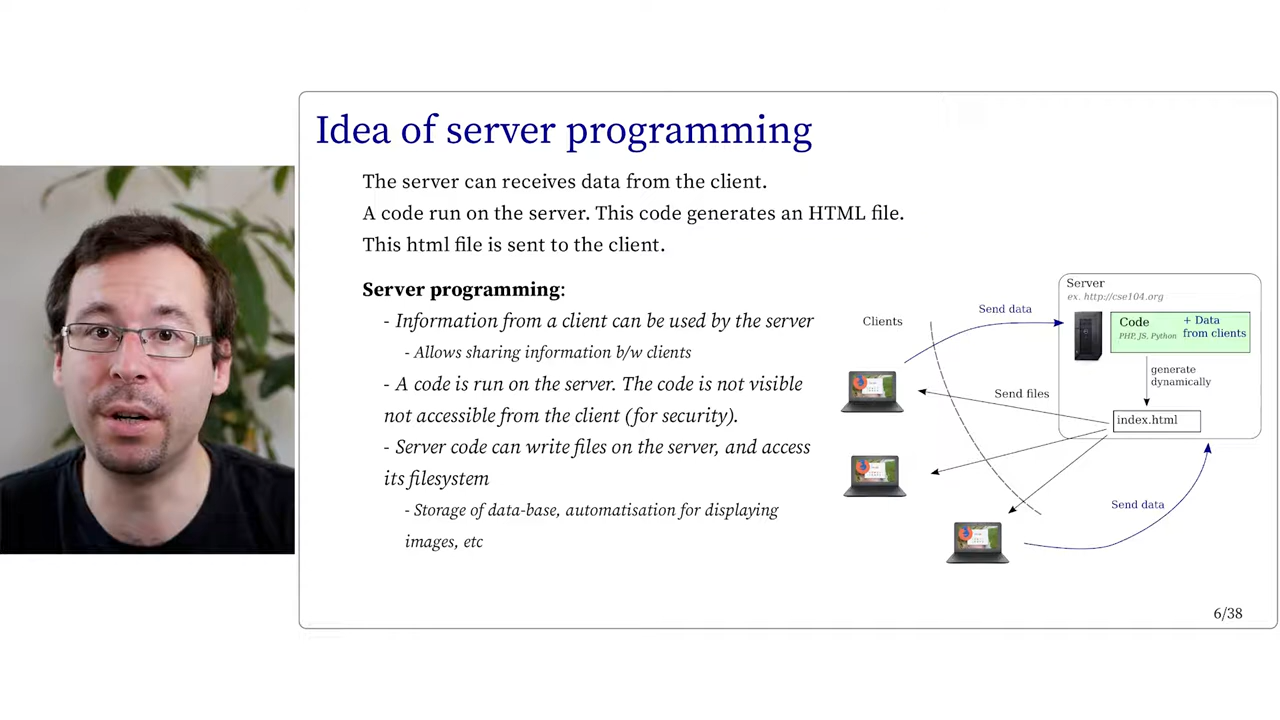 Idea of server programming
The server can receives data from the client.
A code run on the server. This code generates an HTML file.
This html file is sent to the client.
Server programming:
- Information from a client can be used by the server
- Allows sharing information b/w clients
- A code is run on the server. The code is not visible
not accessible from the client (for security).
- Server code can write files on the server, and access
its filesystem
- Storage of data-base, automatisation for displaying
images, etc
Server
ex. http://cse104.org
Send data
Clients
Code
PHP, JS, Python
+ Data
from clients
generate
dynamically
Send files
index.html
Send data
6/38